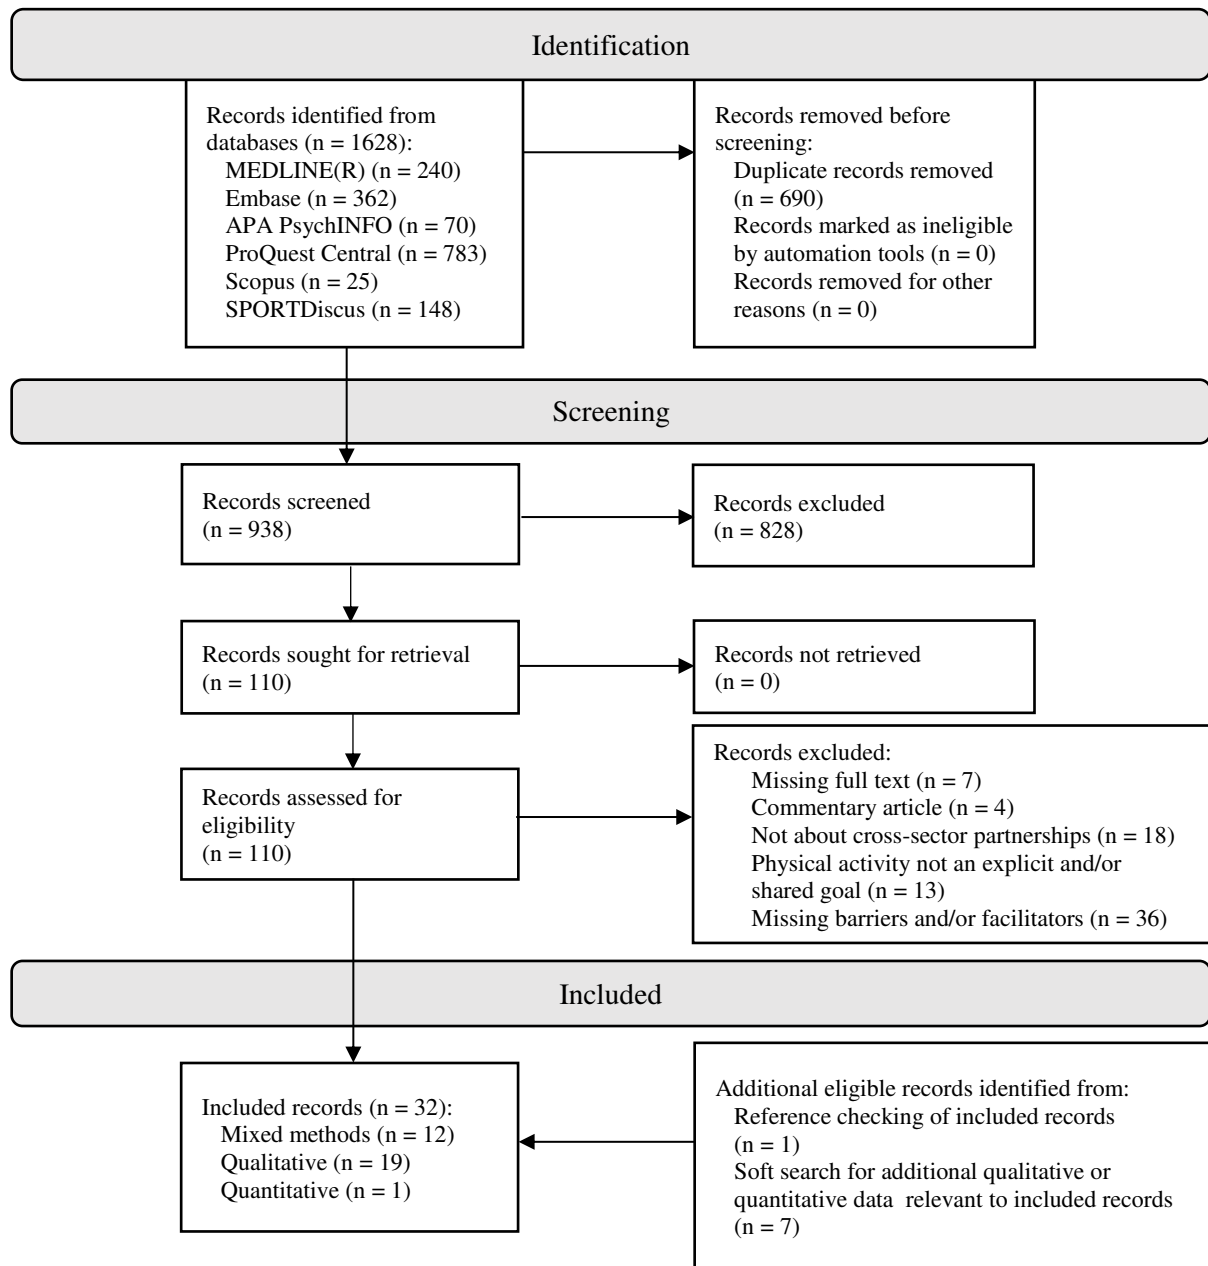 Identification
Records identified from
databases (n = 1628):
MEDLINE(R) (n = 240)
Embase (n = 362)
APA PsychINFO (n = 70)
ProQuest Central (n = 783)
Scopus (n = 25)
SPORTDiscus (n = 148)
Records removed before
screening:
Duplicate records removed
(n = 690)
Records marked as ineligible
by automation tools (n = 0)
Records removed for other
reasons (n = 0)
Screening
Records screened
(n = 938)
Records excluded
(n = 828)
Records sought for retrieval
(n = 110)
Records not retrieved
(n = 0)
Records assessed for
eligibility
(n = 110)
Records excluded:
Missing full text (n = 7)
Commentary article (n = 4)
Not about cross-sector partnerships (n = 18)
Physical activity not an explicit and/or
shared goal (n = 13)
Missing barriers and/or facilitators (n = 36)
Included
Included records (n = 32):
Mixed methods (n = 12)
Qualitative (n = 19)
Quantitative (n = 1)
Additional eligible records identified from:
Reference checking of included records
(n = 1)
Soft search for additional qualitative or
quantitative data relevant to included records
(n = 7)